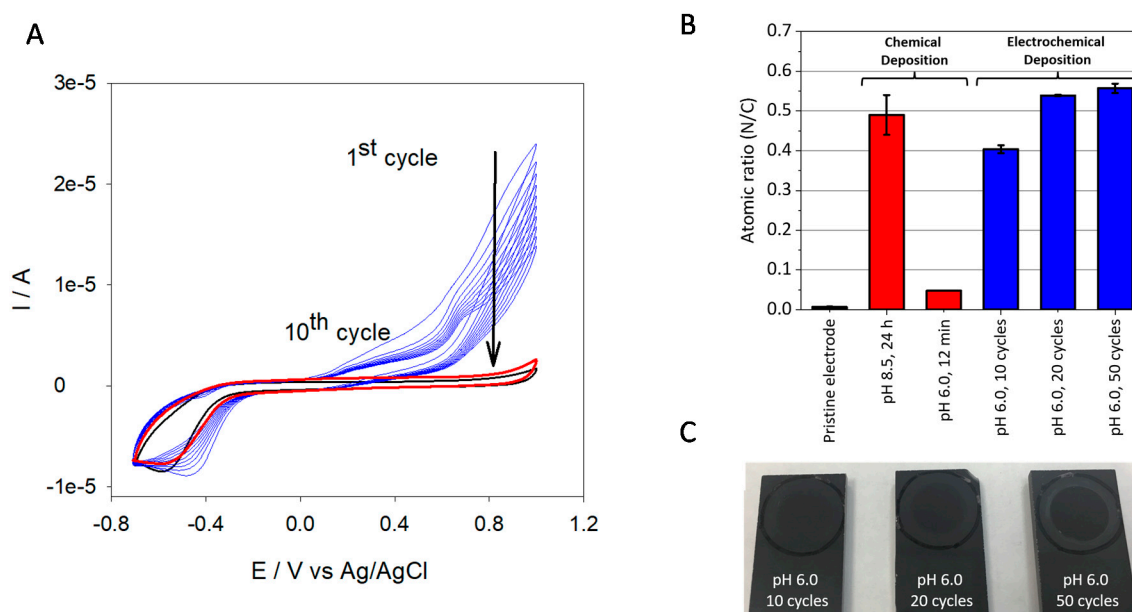 A
3e-5
2e-5
1e-5
0
-1e-5
I / A
1st cycle
10th cycle
-0.8
-0.4
0.0
0.4
0.8
1.2
E / V vs Ag/AgCl
B
Chemical
Deposition
Electrochemical
Deposition
0.7
0.6
0.5
0.4
0.3
0.2
0.1
0.0
Atomic ratio (N/C)
Pristine electrode
pH 8.5, 24 h
pH 6.0, 12 min
pH 6.0, 10 cycles
pH 6.0, 20 cycles
pH 6.0, 50 cycles
C
pH 6.0
10 cycles
pH 6.0
20 cycles
pH 6.0
50 cycles